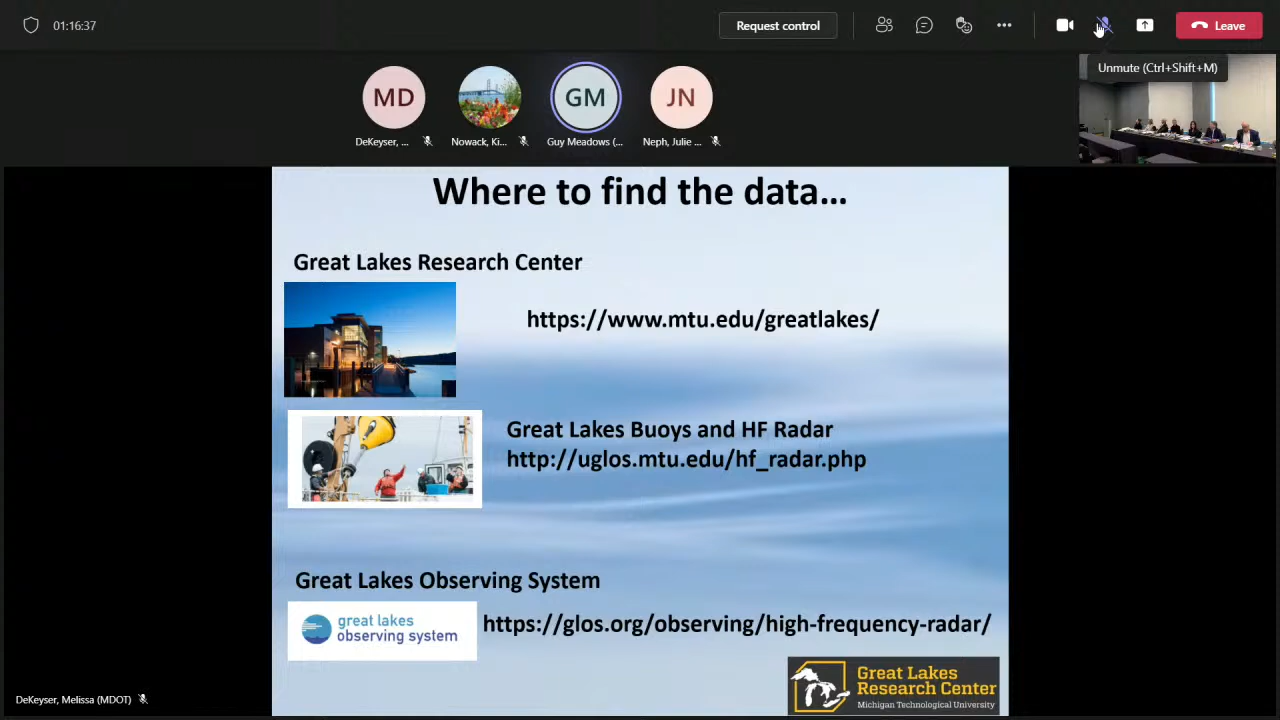 01:16:37
Request control
Leave
Unmute (Ctrl+Shift+M)
MD
GM
JN
DeKeyser, ...
Nowack, Ki...
Guy Meadows (...
Neph, Julie ...
Where to find the data...
Great Lakes Research Center
https://www.mtu.edu/greatlakes/
Great Lakes Buoys and HF Radar
http://uglos.mtu.edu/hf_radar.php
Great Lakes Observing System
great lakes
observing system
https://glos.org/observing/high-frequency-radar/
Great Lakes
Research Center
Michigan Technological University
DeKeyser, Melissa (MDOT)